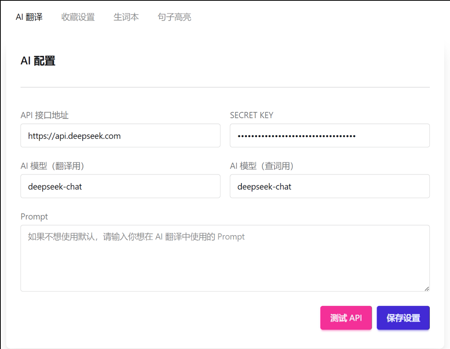 AI 翻译 收藏设置 生词本 句子高亮
AI 配置
API 接口地址 SECRET KEY
https://api.deepseek.com ••••••••••••••••••••••••••••••••••• 
AI 模型（翻译用） AI 模型（查词用）
deepseek-chat deepseek-chat
Prompt
如果不想使用默认，请输入你想在 AI 翻译中使用的 Prompt
测试 API 保存设置